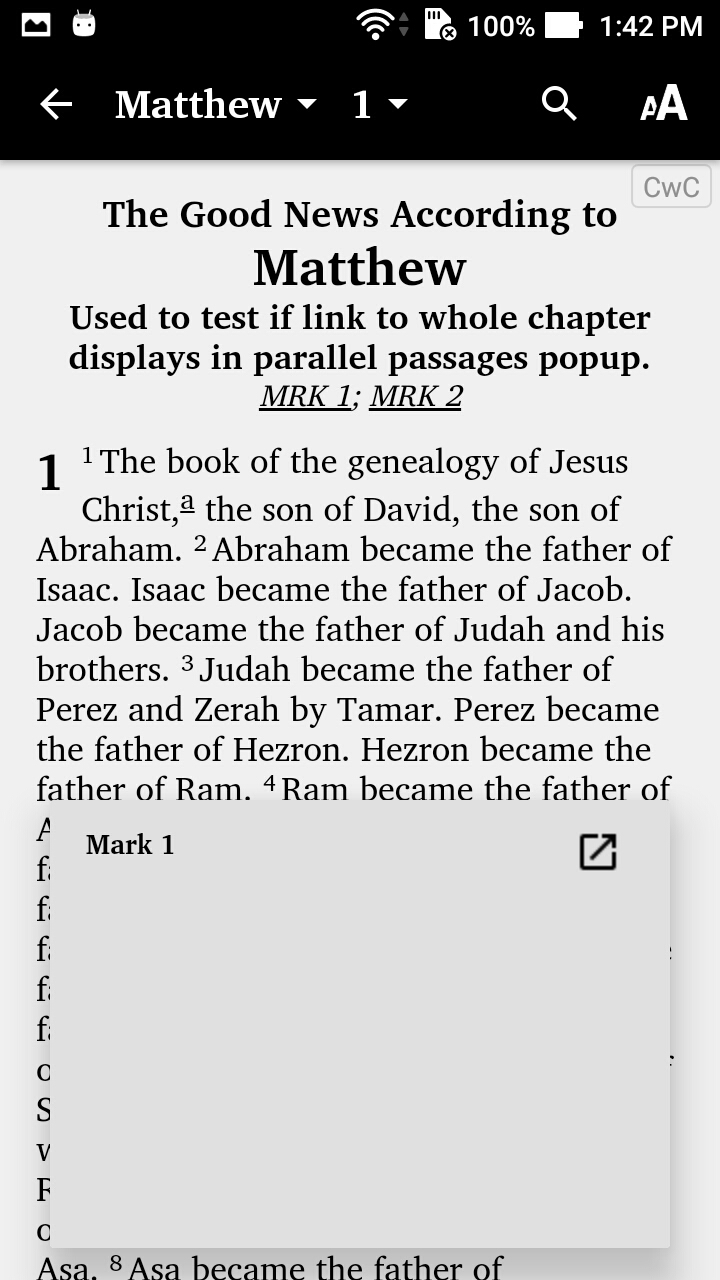 100% 1:42 PM
Matthew 1 AA
CwC
The Good News According to
Matthew
Used to test if link to whole chapter
displays in parallel passages popup.
MRK 1; MRK 2
1 1 The book of the genealogy of Jesus
Christ,a the son of David, the son of
Abraham. 2 Abraham became the father of
Isaac. Isaac became the father of Jacob.
Jacob became the father of Judah and his
brothers. 3 Judah became the father of
Perez and Zerah by Tamar. Perez became
the father of Hezron. Hezron became the
father of Ram. 4 Ram became the father of
Mark 1
Asa. 8 Asa became the father of